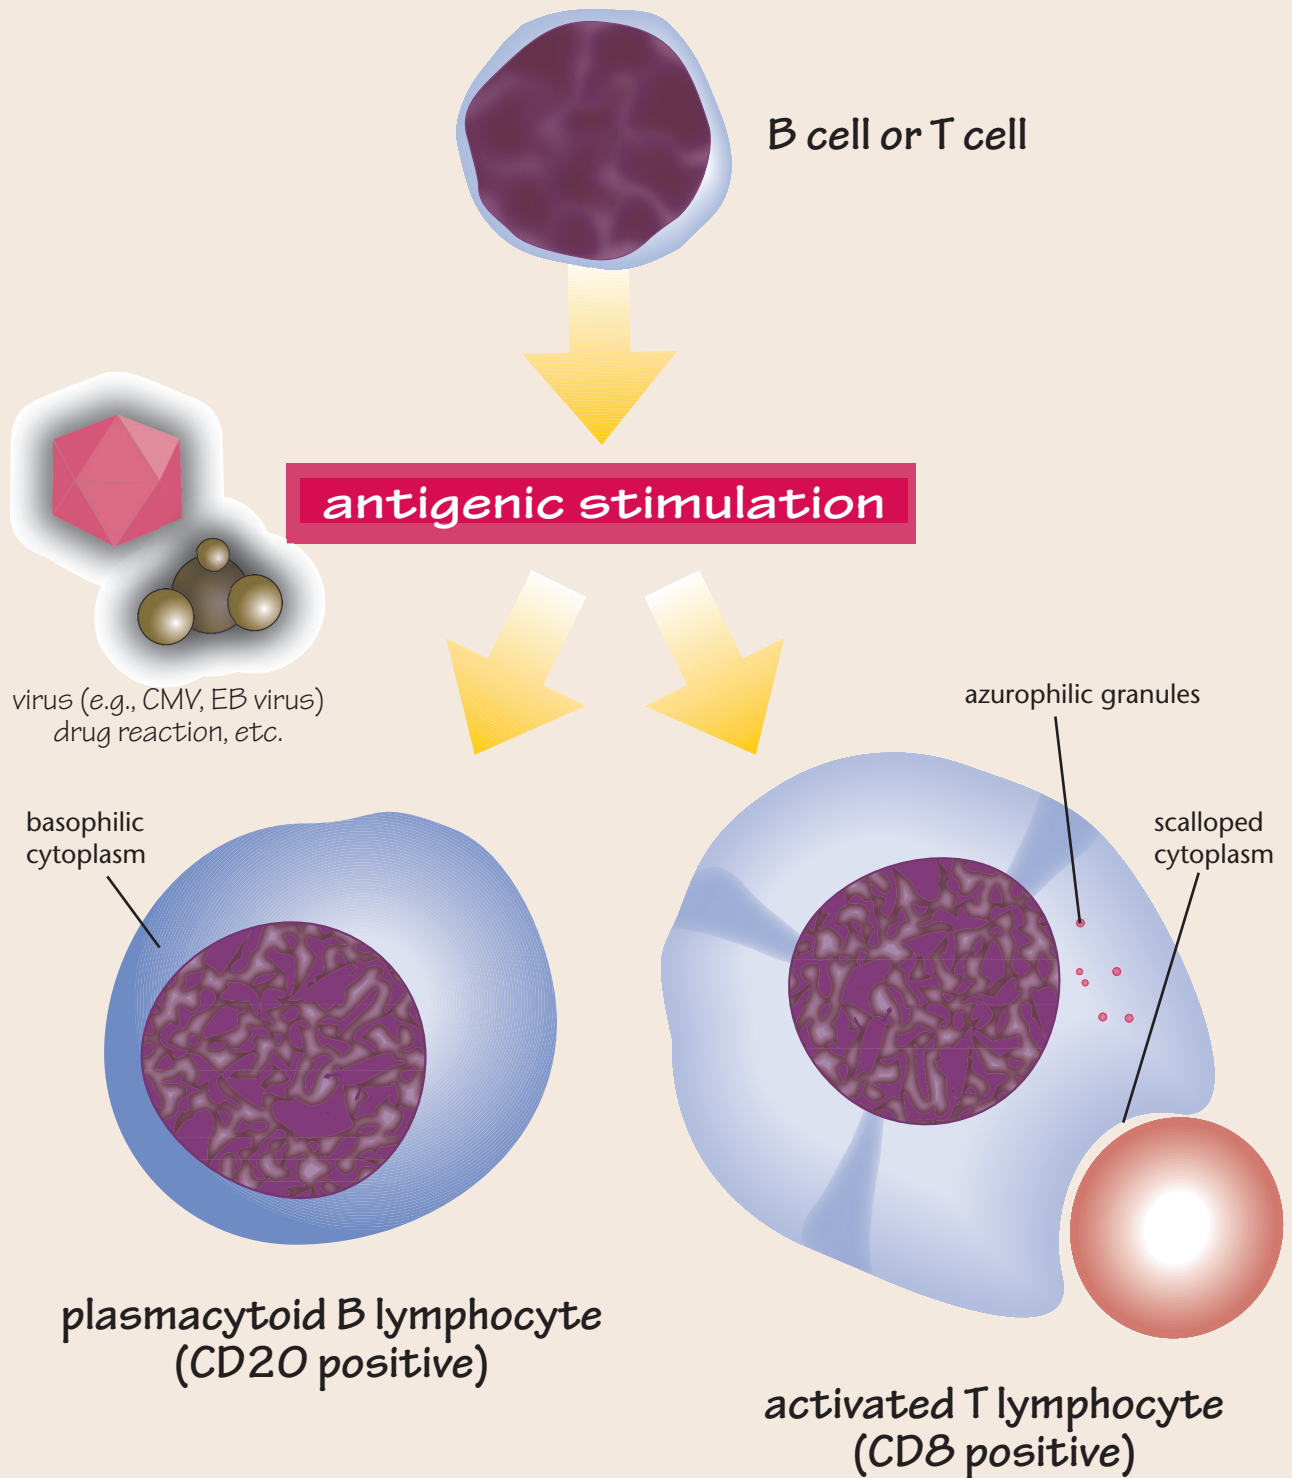 B cell or T cell
antigenic stimulation
virus (e.g., CMV, EB virus)
drug reaction, etc.
azurophilic granules
basophilic
cytoplasm
scalloped
cytoplasm
plasmacytoid B lymphocyte
(CD20 positive)
activated T lymphocyte
(CD8 positive)